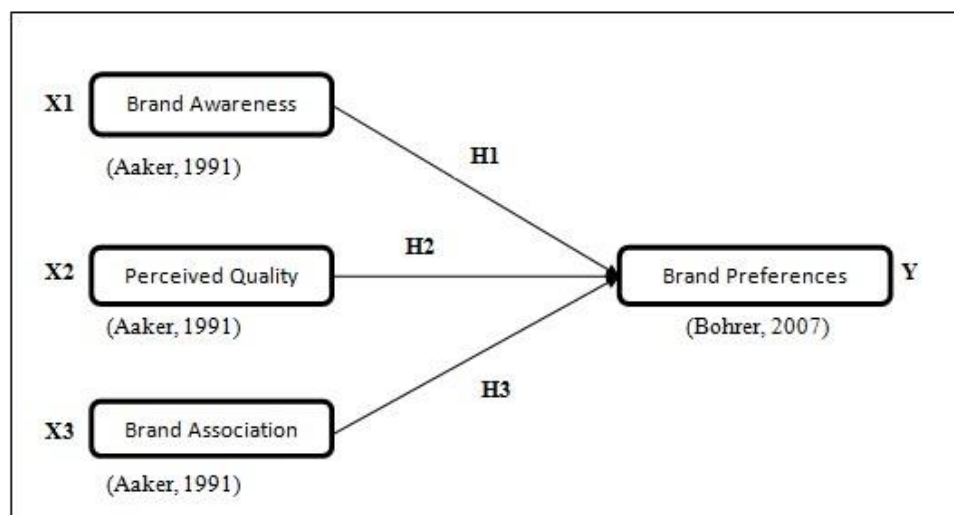 X1
Brand Awareness
(Aaker, 1991)
H1
X2
Perceived Quality
(Aaker, 1991)
H2
Brand Preferences
Y
(Bohrer, 2007)
X3
Brand Association
(Aaker, 1991)
H3